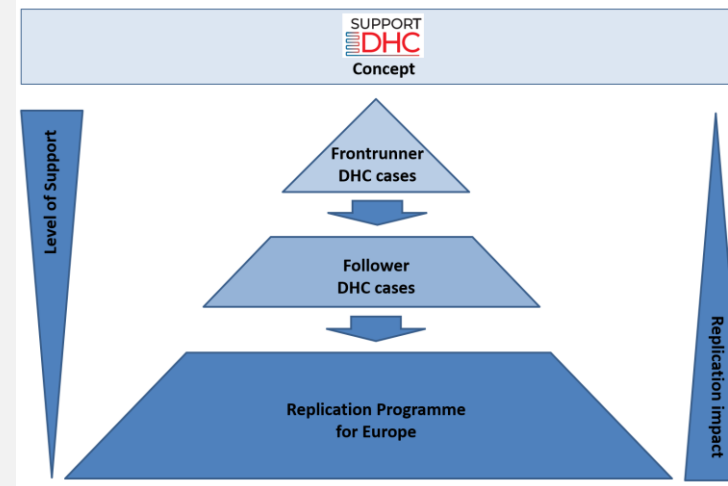 SUPPORT
DHC
Concept
Level of Support
Frontrunner
DHC cases
Follower
DHC cases
Replication Programme
for Europe
Replication impact